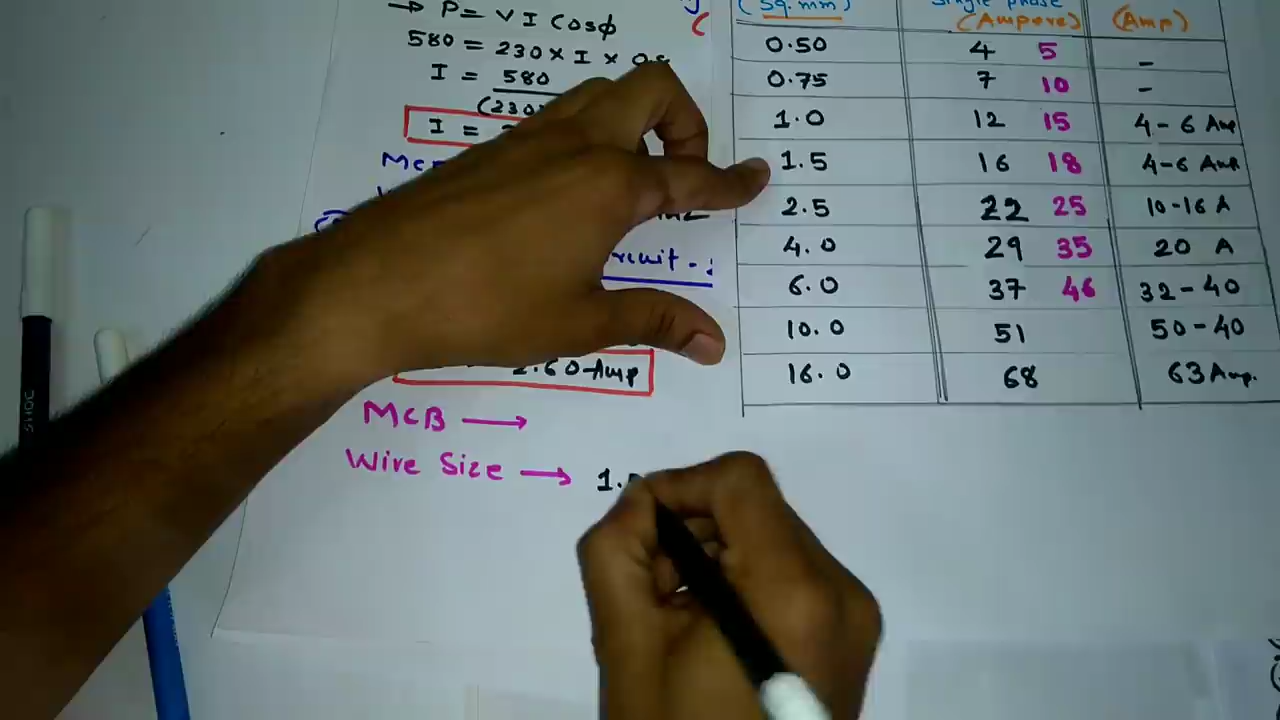 → P = V I Cosϕ
580 = 230 × I ×
I = 580
(230
I =
rcuit - :
2.60 Amp
MCB →
Wire Size → 1.
(Sq.mm) Single phase (Ampere) (Amp)
0.50 4 5 -
0.75 7 10 -
1.0 12 15 4-6 Amp
1.5 16 18 4-6 Amp
2.5 22 25 10-16 A
4.0 29 35 20 A
6.0 37 46 32-40
10.0 51 50-40
16.0 68 63 Amp.